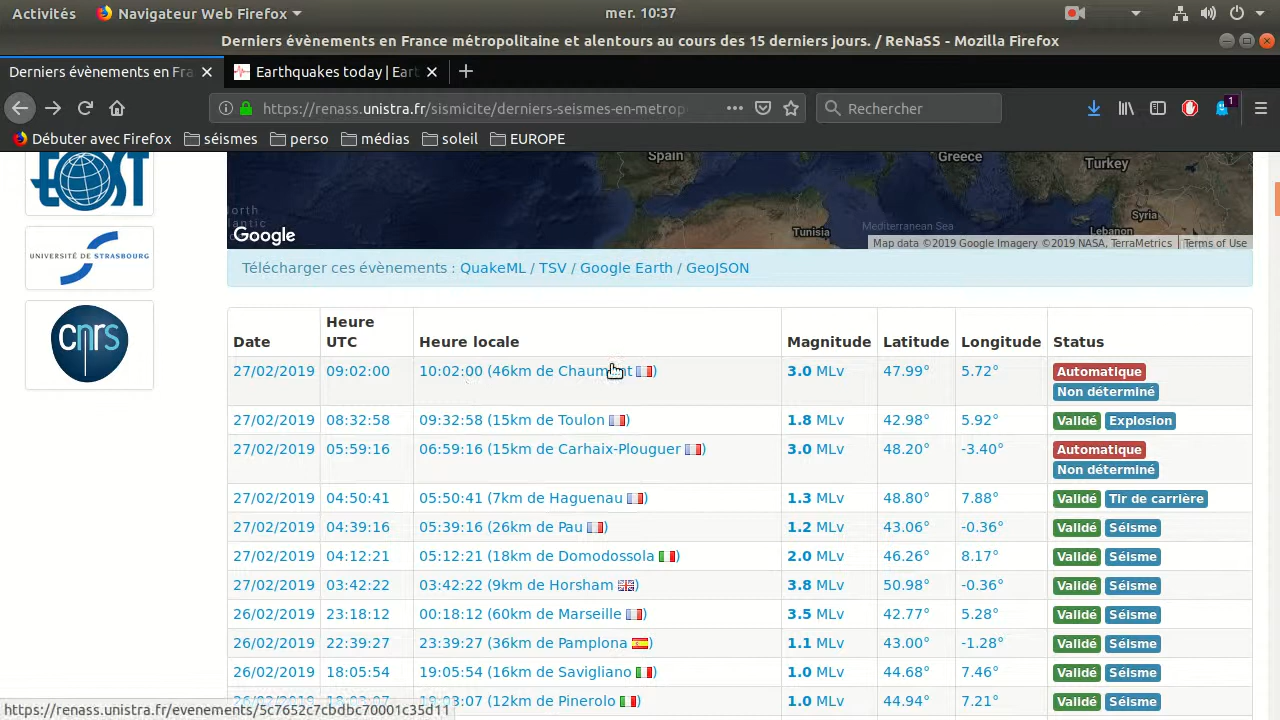 Activités Navigateur Web Firefox mer. 10:37
Derniers évènements en France métropolitaine et alentours au cours des 15 derniers jours. / ReNaSS - Mozilla Firefox
Derniers évènements en Fra Earthquakes today | Eart
https://renass.unistra.fr/sismicite/derniers-seismes-en-metrop Rechercher 1
Débuter avec Firefox séismes perso médias soleil EUROPE
EOST
UNIVERSITÉ DE STRASBOURG
cnrs
Spain Greece Turkey
North Atlantic Tunisia Mediterranean Sea Syria Lebanon
Google Map data ©2019 Google Imagery ©2019 NASA, TerraMetrics Terms of Use
Télécharger ces évènements : QuakeML / TSV / Google Earth / GeoJSON
Date Heure UTC Heure locale Magnitude Latitude Longitude Status
27/02/2019 09:02:00 10:02:00 (46km de Chaumont) 3.0 MLv 47.99° 5.72° Automatique Non déterminé
27/02/2019 08:32:58 09:32:58 (15km de Toulon) 1.8 MLv 42.98° 5.92° Validé Explosion
27/02/2019 05:59:16 06:59:16 (15km de Carhaix-Plouguer) 3.0 MLv 48.20° -3.40° Automatique Non déterminé
27/02/2019 04:50:41 05:50:41 (7km de Haguenau) 1.3 MLv 48.80° 7.88° Validé Tir de carrière
27/02/2019 04:39:16 05:39:16 (26km de Pau) 1.2 MLv 43.06° -0.36° Validé Séisme
27/02/2019 04:12:21 05:12:21 (18km de Domodossola) 2.0 MLv 46.26° 8.17° Validé Séisme
27/02/2019 03:42:22 03:42:22 (9km de Horsham) 3.8 MLv 50.98° -0.36° Validé Séisme
26/02/2019 23:18:12 00:18:12 (60km de Marseille) 3.5 MLv 42.77° 5.28° Validé Séisme
26/02/2019 22:39:27 23:39:27 (36km de Pamplona) 1.1 MLv 43.00° -1.28° Validé Séisme
26/02/2019 18:05:54 19:05:54 (16km de Savigliano) 1.0 MLv 44.68° 7.46° Validé Séisme
(12km de Pinerolo) 1.0 MLv 44.94° 7.21° Validé Séisme